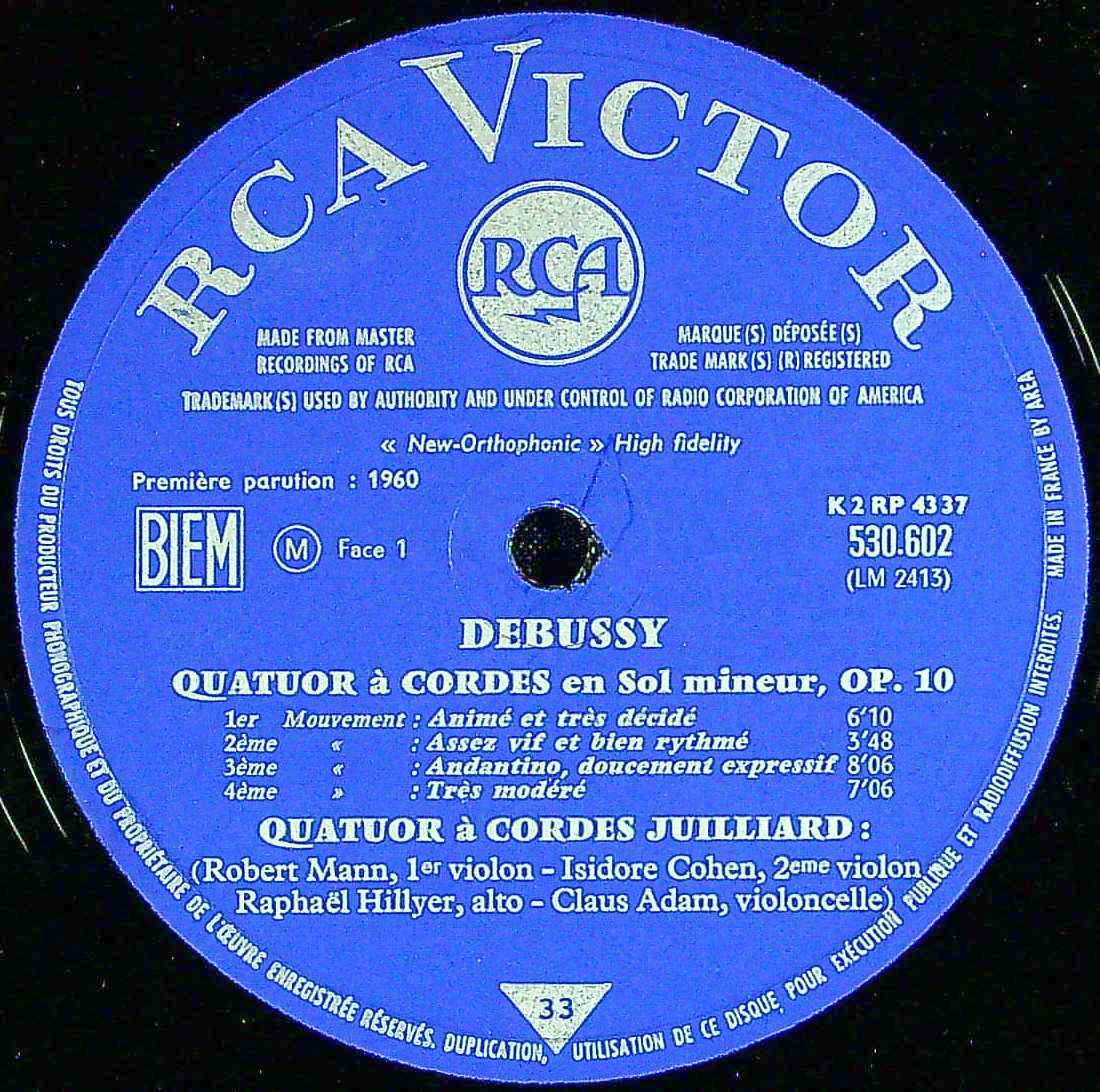 RCA VICTOR
RCA
MADE FROM MASTER
RECORDINGS OF RCA
MARQUE(S) DÉPOSÉE(S)
TRADE MARK(S) (R) REGISTERED
TRADEMARK(S) USED BY AUTHORITY AND UNDER CONTROL OF RADIO CORPORATION OF AMERICA
« New-Orthophonic » High fidelity
Première parution : 1960
BIEM
M Face 1
K 2 RP 4337
530.602
(LM 2413)
DEBUSSY
QUATUOR à CORDES en Sol mineur, OP. 10
1er Mouvement : Animé et très décidé 6'10
2ème « : Assez vif et bien rythmé 3'48
3ème « : Andantino, doucement expressif 8'06
4ème » : Très modéré 7'06
QUATUOR à CORDES JUILLIARD :
(Robert Mann, 1er violon - Isidore Cohen, 2eme violon
Raphaël Hillyer, alto - Claus Adam, violoncelle)
33
TOUS DROITS DU PRODUCTEUR PHONOGRAPHIQUE ET DU PROPRIÉTAIRE DE L'ŒUVRE ENREGISTRÉE RÉSERVÉS. DUPLICATION, UTILISATION DE CE DISQUE, POUR EXÉCUTION PUBLIQUE ET RADIODIFFUSION INTERDITES. MADE IN FRANCE BY AREA